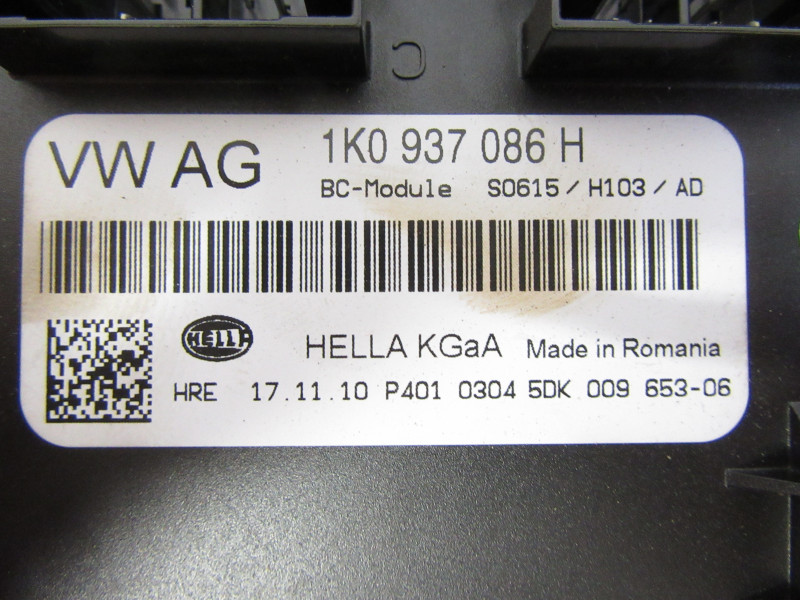 C
VW AG 1K0 937 086 H
BC-Module S0615 / H103 / AD
HELLA HELLA KGaA Made in Romania
HRE 17.11.10 P401 0304 5DK 009 653-06